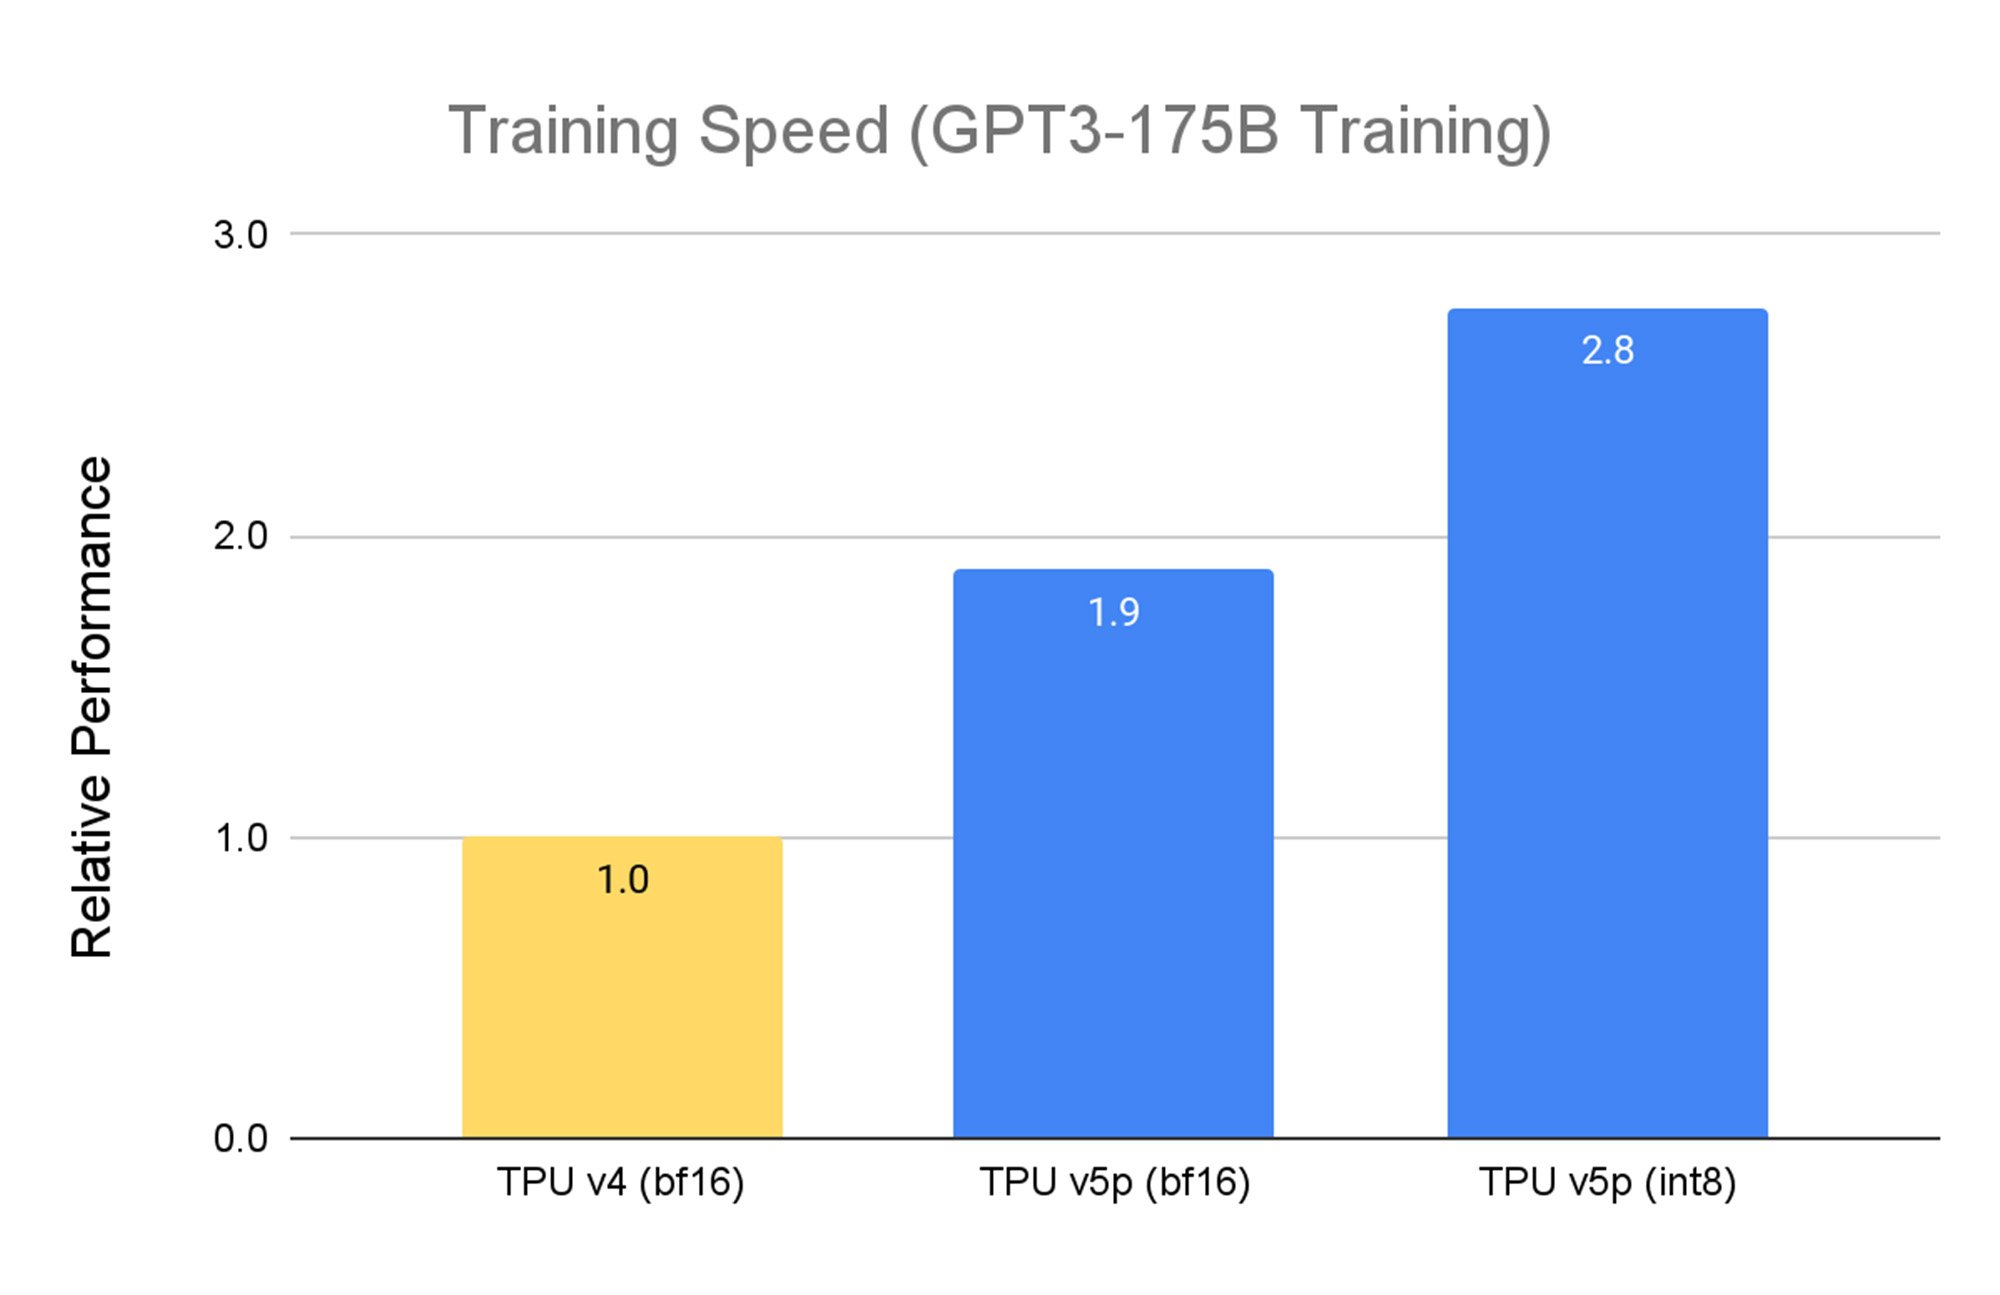 Training Speed (GPT3-175B Training)
Relative Performance
3.0
2.0
1.0
0.0
1.0
1.9
2.8
TPU v4 (bf16)
TPU v5p (bf16)
TPU v5p (int8)